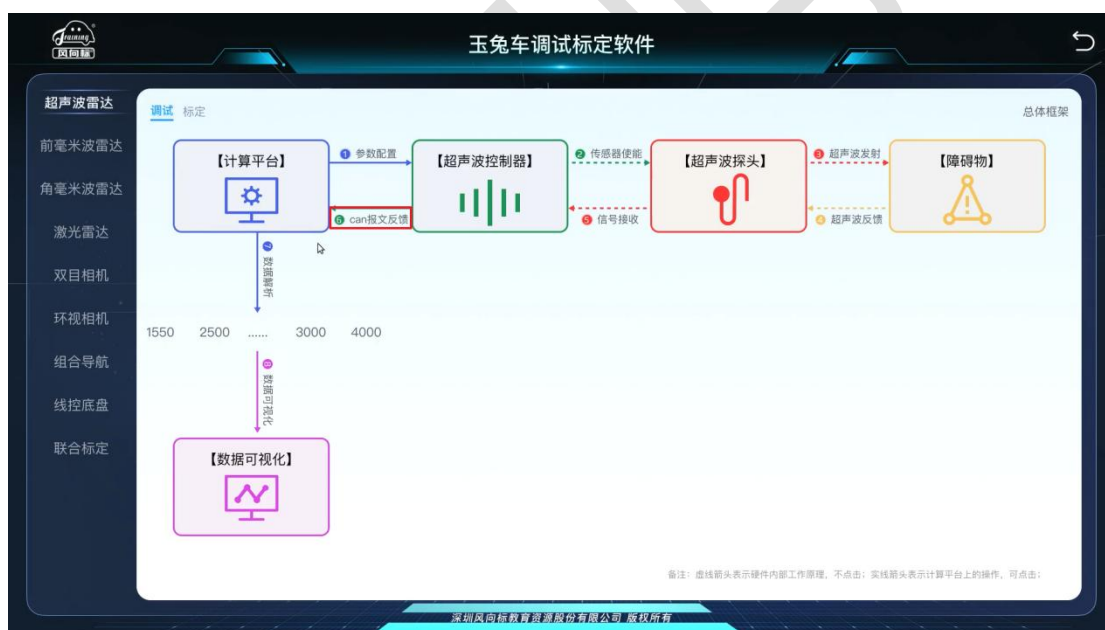 Training
风向标
玉兔车调试标定软件
超声波雷达
前毫米波雷达
角毫米波雷达
激光雷达
双目相机
环视相机
组合导航
线控底盘
联合标定
调试 标定
总体框架
【计算平台】
1 参数配置
【超声波控制器】
2 传感器使能
【超声波探头】
3 超声波发射
【障碍物】
6 can报文反馈
5 信号接收
4 超声波反馈
7 数据解析
1550 2500 ...... 3000 4000
8 数据可视化
【数据可视化】
备注：虚线箭头表示硬件内部工作原理，不点击；实线箭头表示计算平台上的操作，可点击；
深圳风向标教育资源股份有限公司 版权所有